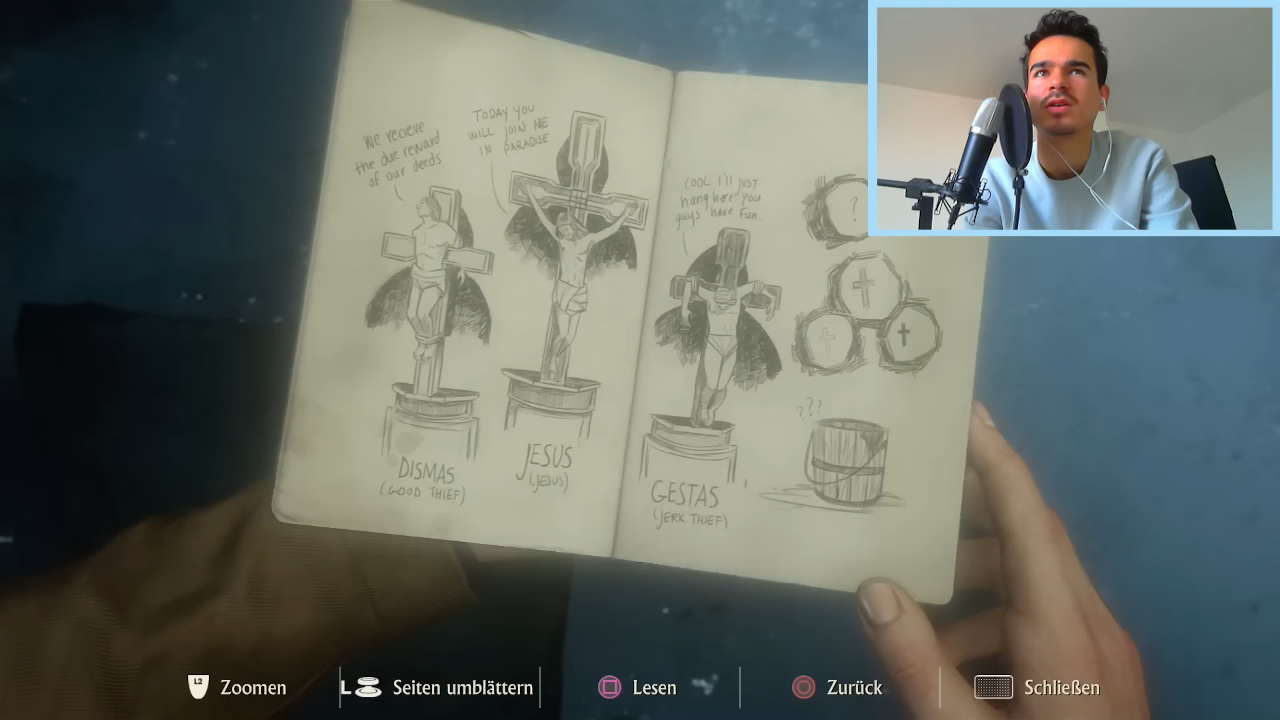 We recieve
the due reward
of our deeds
TODAY YOU
WILL JOIN ME
IN PARADISE
COOL I'll JUST
hang here. you
guys have fun.
?
DISMAS
(GOOD THIEF)
JESUS
(JESUS)
GESTAS
(JERK THIEF)
???
L2 Zoomen
L Seiten umblättern
Lesen
Zurück
Schließen